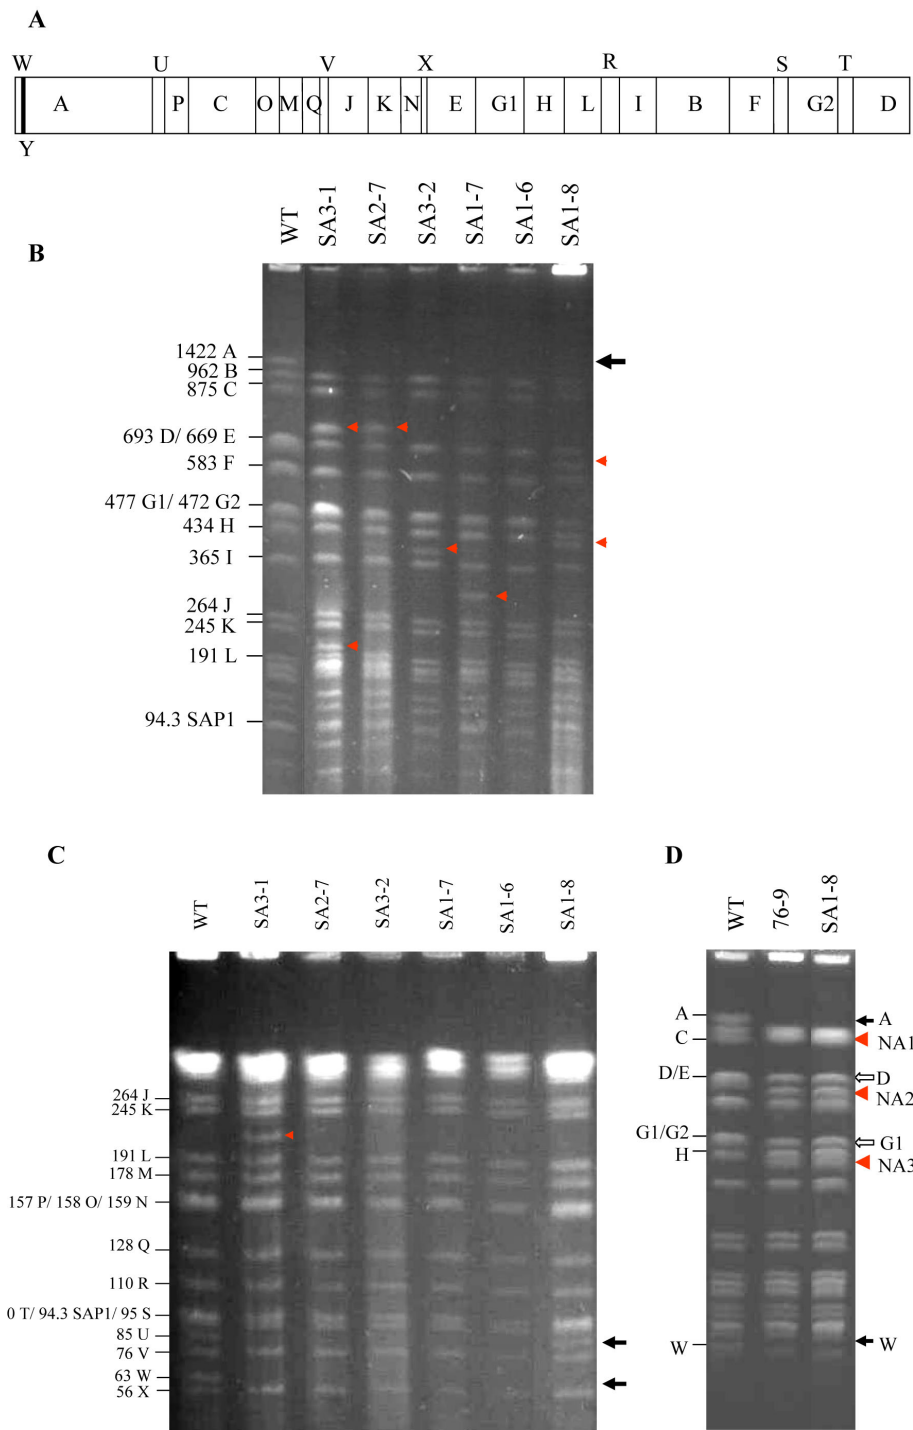 A
W U V X R S T
A P C O M Q J K N E G1 H L I B F G2 D
Y
B
WT SA3-1 SA2-7 SA3-2 SA1-7 SA1-6 SA1-8
1422 A
962 B
875 C
693 D/ 669 E
583 F
477 G1/ 472 G2
434 H
365 I
264 J
245 K
191 L
94.3 SAP1
C
WT SA3-1 SA2-7 SA3-2 SA1-7 SA1-6 SA1-8
264 J
245 K
191 L
178 M
157 P/ 158 O/ 159 N
128 Q
110 R
0 T/ 94.3 SAP1/ 95 S
85 U
76 V
63 W
56 X
D
WT 76-9 SA1-8
A
C
D/E
G1/G2
H
W
A
NA1
D
NA2
G1
NA3
W